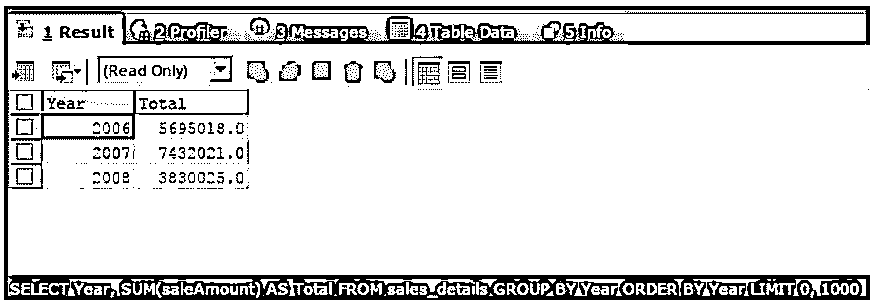 1 Result 2 Profiler 3 Messages 4 Table Data 5 Info
(Read Only)
Year Total
2006 5695018.0
2007 7432021.0
2008 3830025.0
SELECT Year, SUM(saleAmount) AS Total FROM sales_details GROUP BY Year ORDER BY Year LIMIT 0, 1000